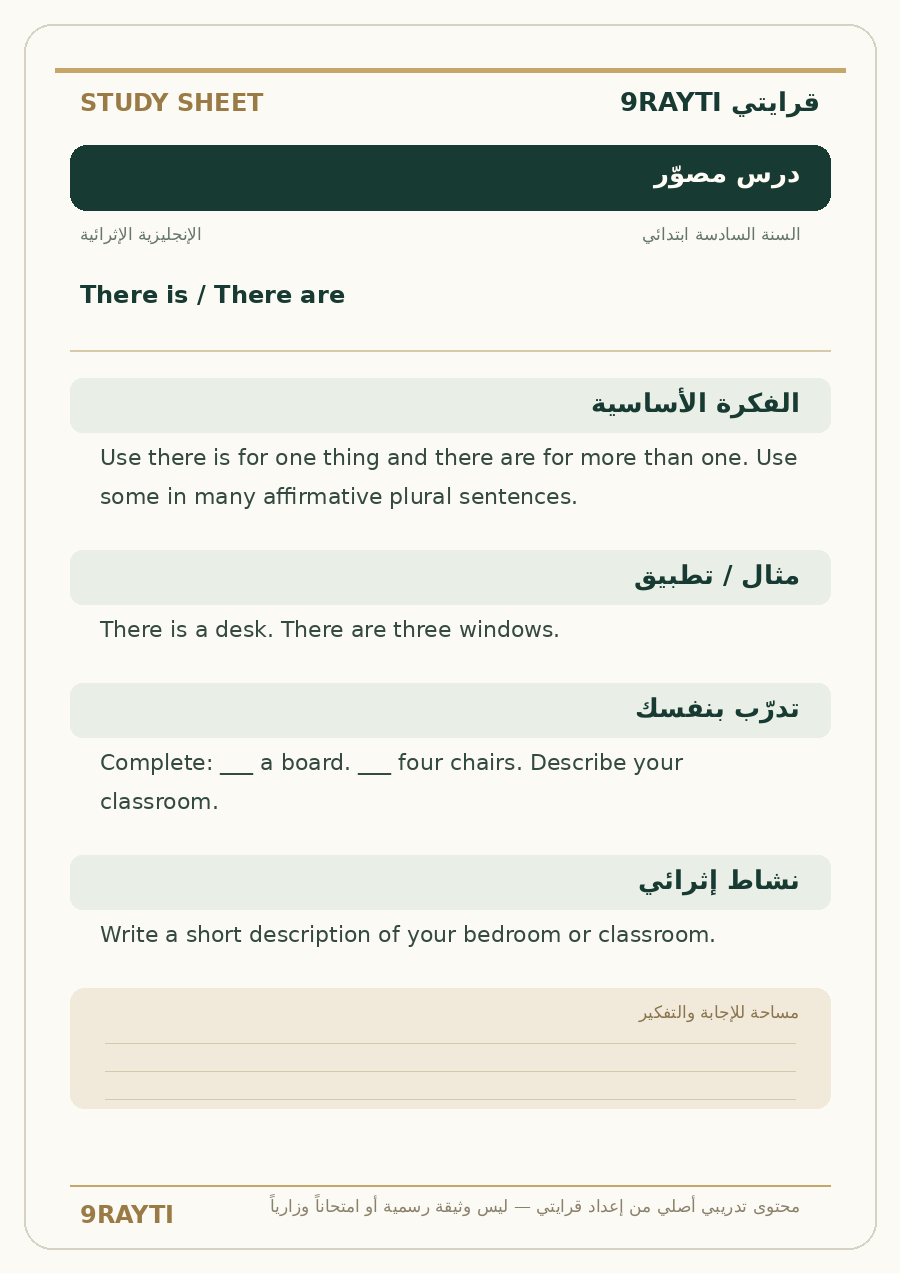 STUDY SHEET
قرايتي 9RAYTI
درس مصوّر
السنة السادسة ابتدائي
الإنجليزية الإثرائية
There is / There are
الفكرة الأساسية
Use there is for one thing and there are for more than one. Use
some in many affirmative plural sentences.
مثال / تطبيق
There is a desk. There are three windows.
تدرّب بنفسك
Complete: ___ a board. ___ four chairs. Describe your
classroom.
نشاط إثرائي
Write a short description of your bedroom or classroom.
مساحة للإجابة والتفكير
محتوى تدريبي أصلي من إعداد قرايتي — ليس وثيقة رسمية أو امتحاناً وزارياً
9RAYTI